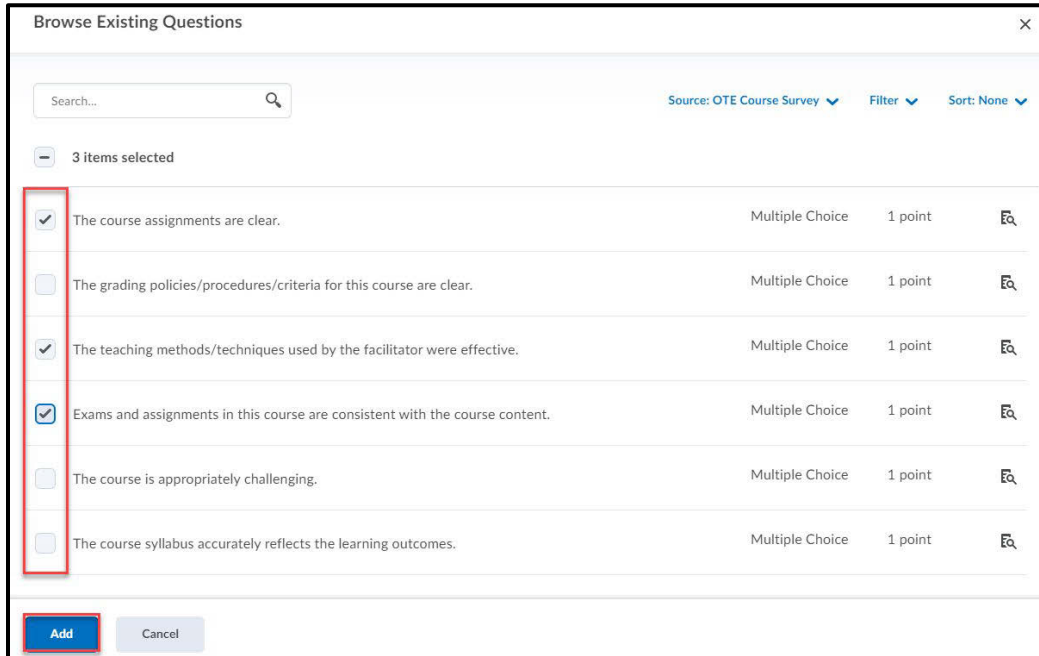 Browse Existing Questions
Search...
Source: OTE Course Survey Filter Sort: None
3 items selected
The course assignments are clear. Multiple Choice 1 point
The grading policies/procedures/criteria for this course are clear. Multiple Choice 1 point
The teaching methods/techniques used by the facilitator were effective. Multiple Choice 1 point
Exams and assignments in this course are consistent with the course content. Multiple Choice 1 point
The course is appropriately challenging. Multiple Choice 1 point
The course syllabus accurately reflects the learning outcomes. Multiple Choice 1 point
Add Cancel